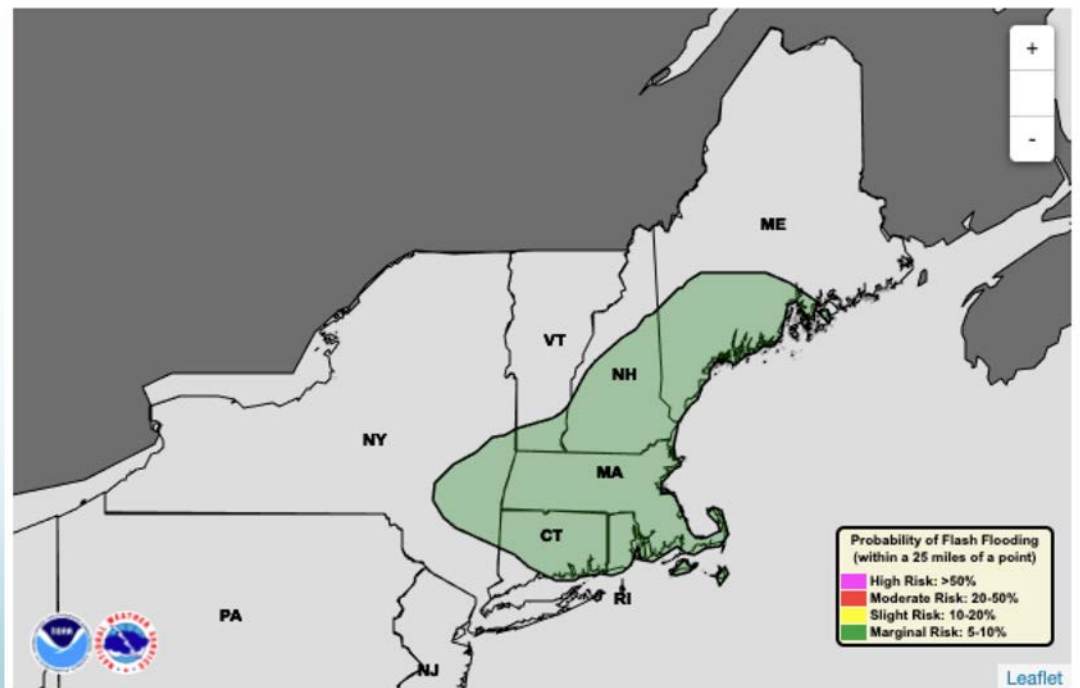 +
-
ME
VT
NH
NY
MA
CT
RI
PA
NJ
Probability of Flash Flooding
(within a 25 miles of a point)
High Risk: >50%
Moderate Risk: 20-50%
Slight Risk: 10-20%
Marginal Risk: 5-10%
NOAA
Leaflet